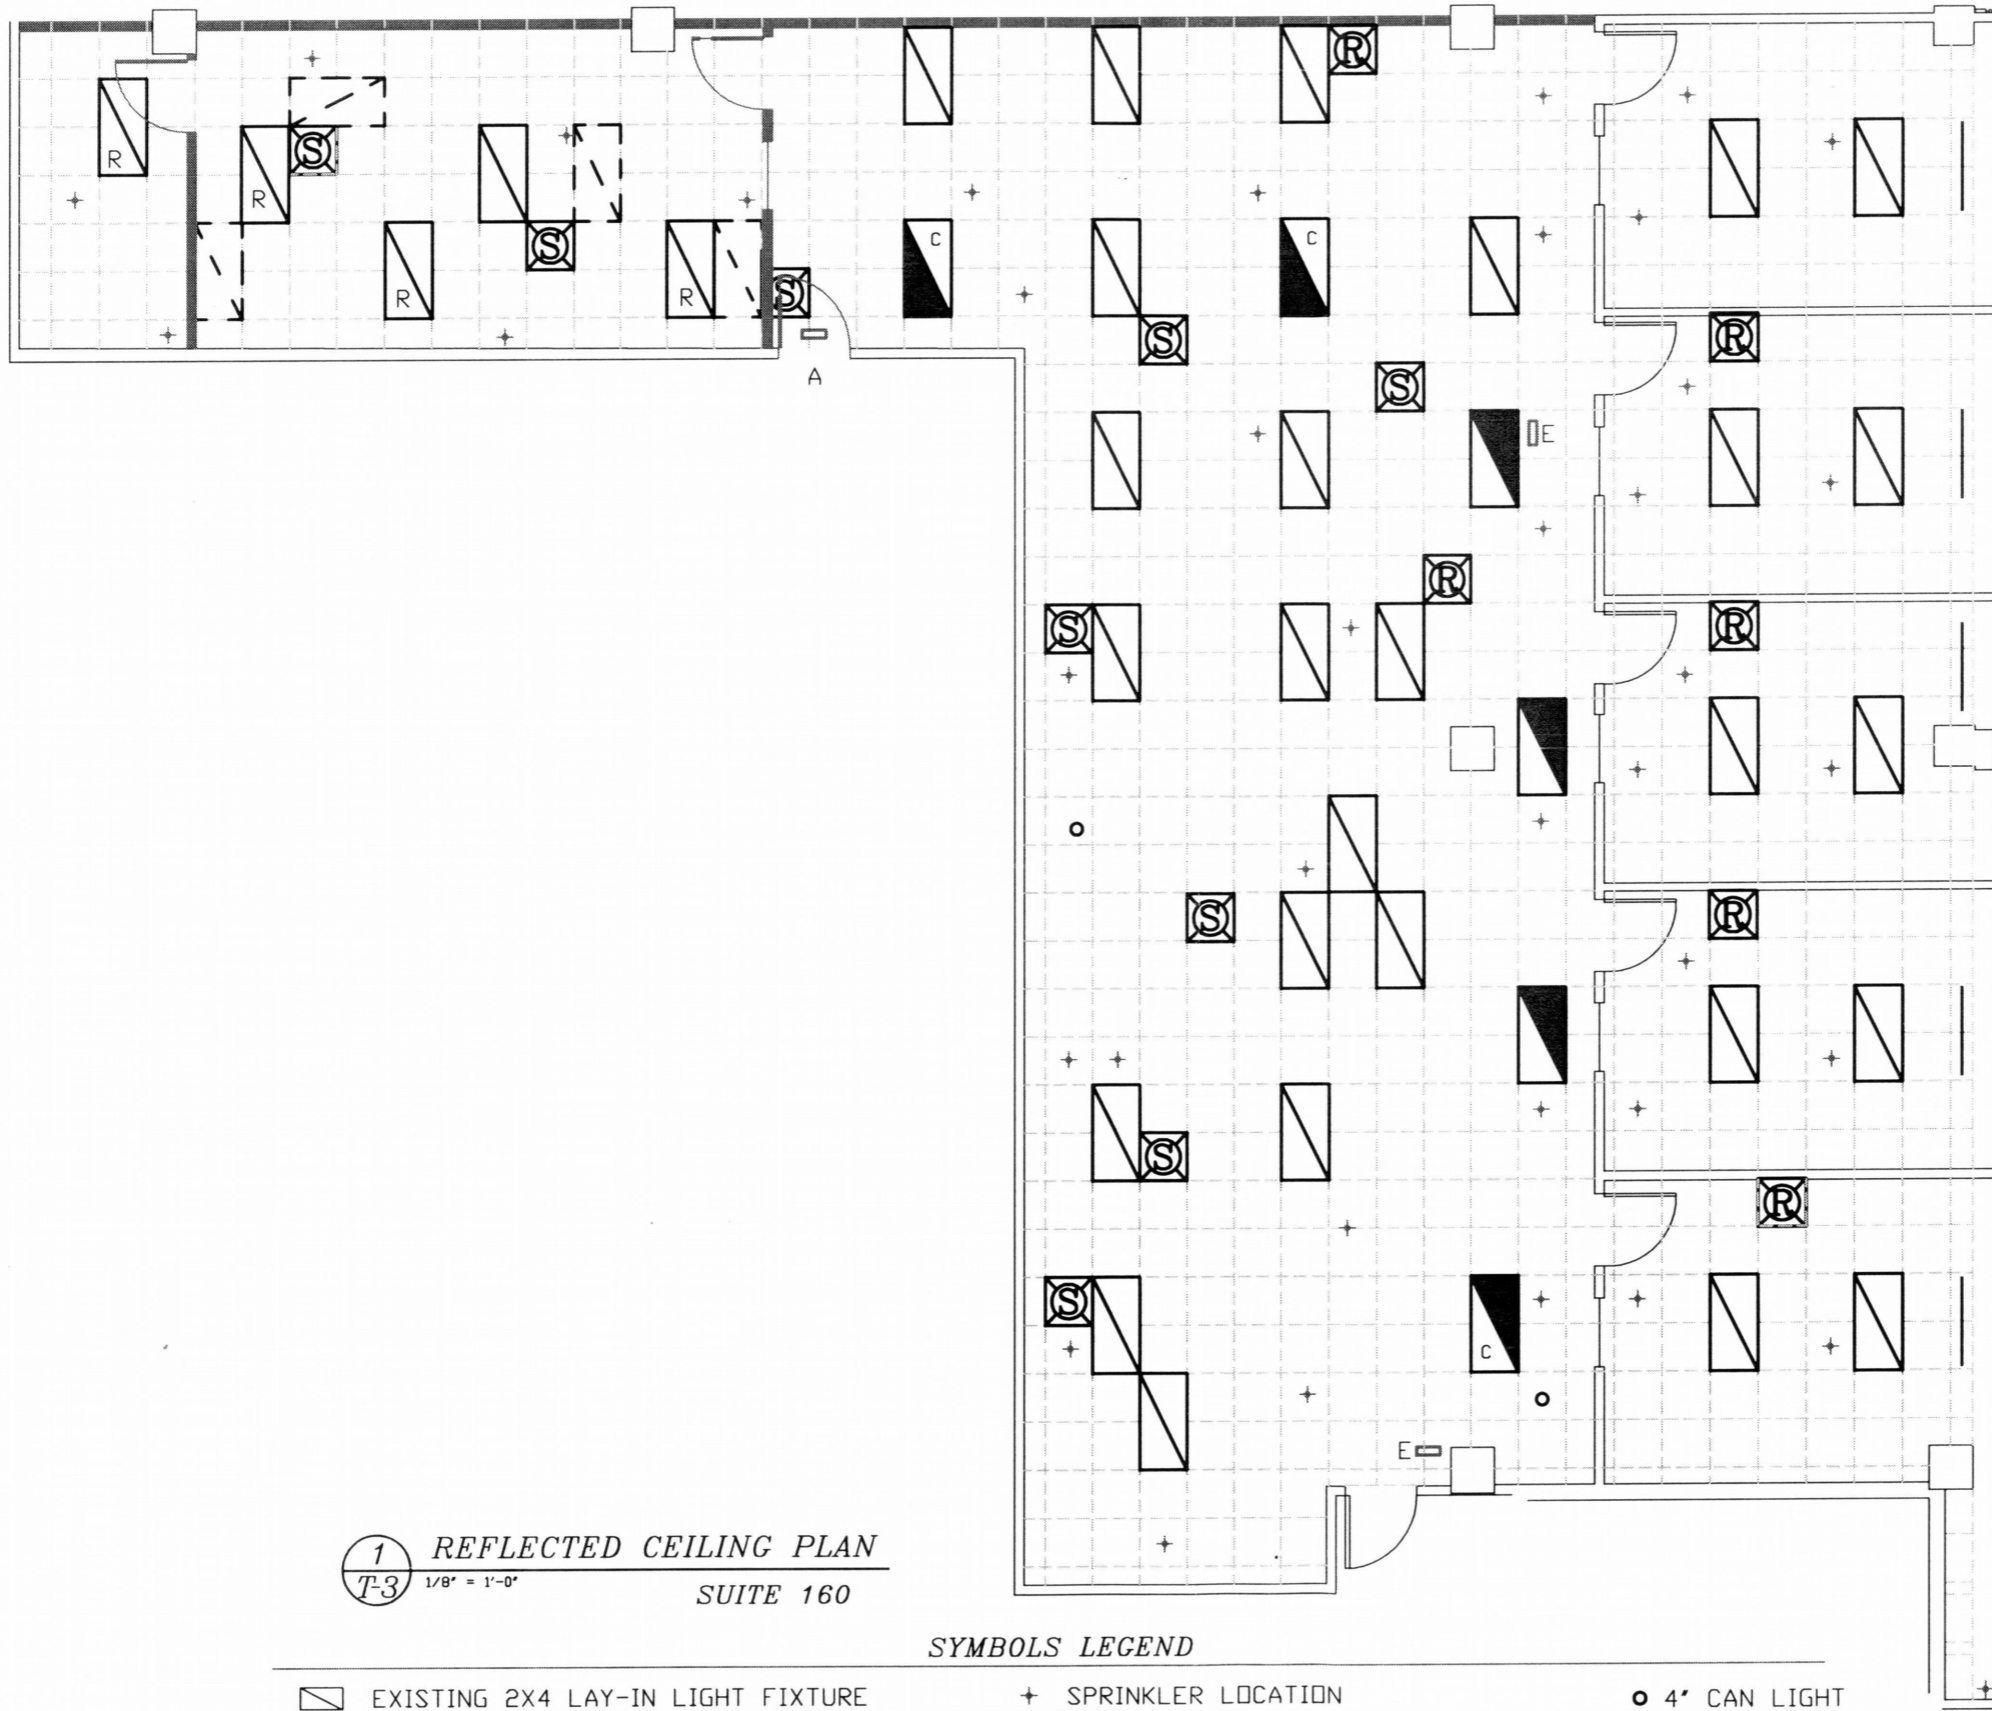 R
R
S
R
S
R
S
A
C
C
R
S
S
R
E
R
S
R
S
R
S
R
S
C
E
1
T-3
REFLECTED CEILING PLAN
1/8" = 1'-0"
SUITE 160
SYMBOLS LEGEND
EXISTING 2X4 LAY-IN LIGHT FIXTURE
SPRINKLER LOCATION
4" CAN LIGHT